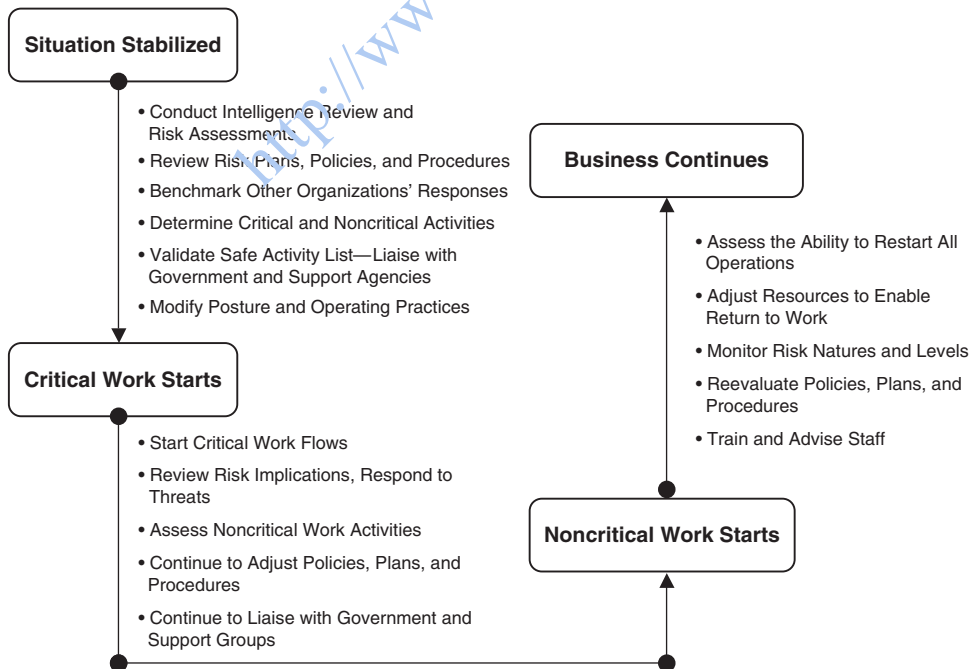 Situation Stabilized
• Conduct Intelligence Review and
Risk Assessments
• Review Risk Plans, Policies, and Procedures
• Benchmark Other Organizations' Responses
• Determine Critical and Noncritical Activities
• Validate Safe Activity List—Liaise with
Government and Support Agencies
• Modify Posture and Operating Practices
Critical Work Starts
• Start Critical Work Flows
• Review Risk Implications, Respond to
Threats
• Assess Noncritical Work Activities
• Continue to Adjust Policies, Plans, and
Procedures
• Continue to Liaise with Government and
Support Groups
Noncritical Work Starts
• Assess the Ability to Restart All
Operations
• Adjust Resources to Enable
Return to Work
• Monitor Risk Natures and Levels
• Reevaluate Policies, Plans, and
Procedures
• Train and Advise Staff
Business Continues
http://ww